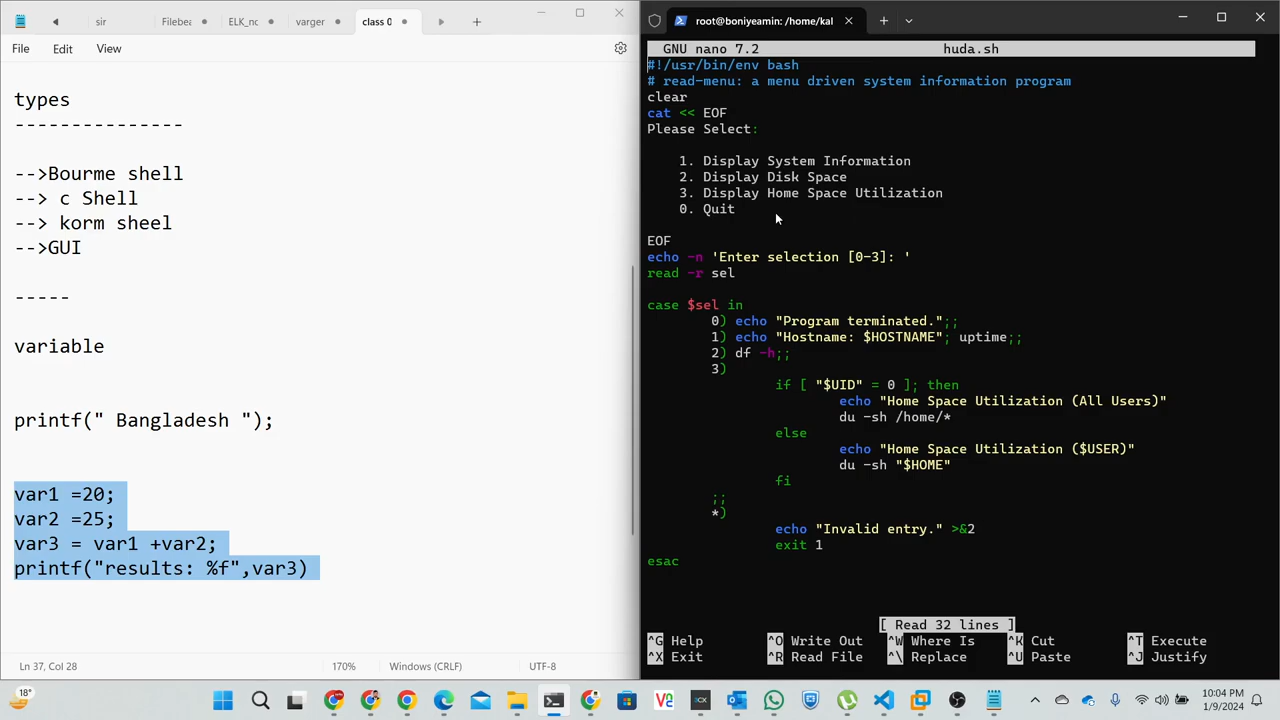 sir
Filebea
ELK_nc
varger
class 0
File
Edit
View
types
---------------
-->Bourme shell
--> c Shell
--> korm sheel
-->GUI
-----
variable
printf(" Bangladesh ");
var1 =20;
var2 =25;
var3 = var1 +var2;
printf("results: %f",var3)
Ln 37, Col 28
170%
Windows (CRLF)
UTF-8
root@boniyeamin: /home/kal
GNU nano 7.2
huda.sh
#!/usr/bin/env bash
# read-menu: a menu driven system information program
clear
cat << EOF
Please Select:
1. Display System Information
2. Display Disk Space
3. Display Home Space Utilization
0. Quit
EOF
echo -n 'Enter selection [0-3]: '
read -r sel
case $sel in
0) echo "Program terminated.";;
1) echo "Hostname: $HOSTNAME"; uptime;;
2) df -h;;
3)
if [ "$UID" = 0 ]; then
echo "Home Space Utilization (All Users)"
du -sh /home/*
else
echo "Home Space Utilization ($USER)"
du -sh "$HOME"
fi
;;
*)
echo "Invalid entry." >&2
exit 1
esac
[ Read 32 lines ]
^G Help ^O Write Out ^W Where Is ^K Cut ^T Execute
^X Exit ^R Read File ^\ Replace ^U Paste ^J Justify
18°
10:04 PM
1/9/2024